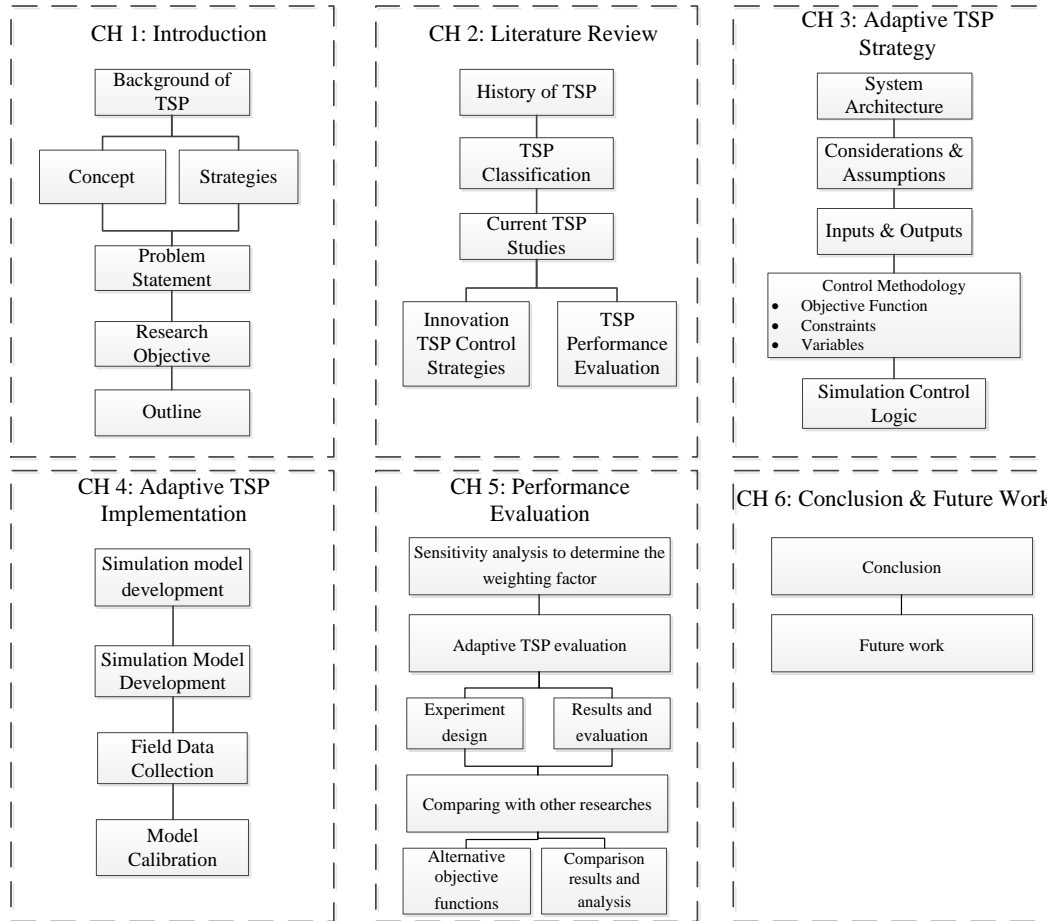 CH 1: Introduction
Background of
TSP
Concept
Strategies
Problem
Statement
Research
Objective
Outline
CH 2: Literature Review
History of TSP
TSP
Classification
Current TSP
Studies
Innovation
TSP Control
Strategies
TSP
Performance
Evaluation
CH 3: Adaptive TSP
Strategy
System
Architecture
Considerations &
Assumptions
Inputs & Outputs
Control Methodology
• Objective Function
• Constraints
• Variables
Simulation Control
Logic
CH 4: Adaptive TSP
Implementation
Simulation model
development
Simulation Model
Development
Field Data
Collection
Model
Calibration
CH 5: Performance
Evaluation
Sensitivity analysis to determine the
weighting factor
Adaptive TSP evaluation
Experiment
design
Results and
evaluation
Comparing with other researches
Alternative
objective
functions
Comparison
results and
analysis
CH 6: Conclusion & Future Work
Conclusion
Future work